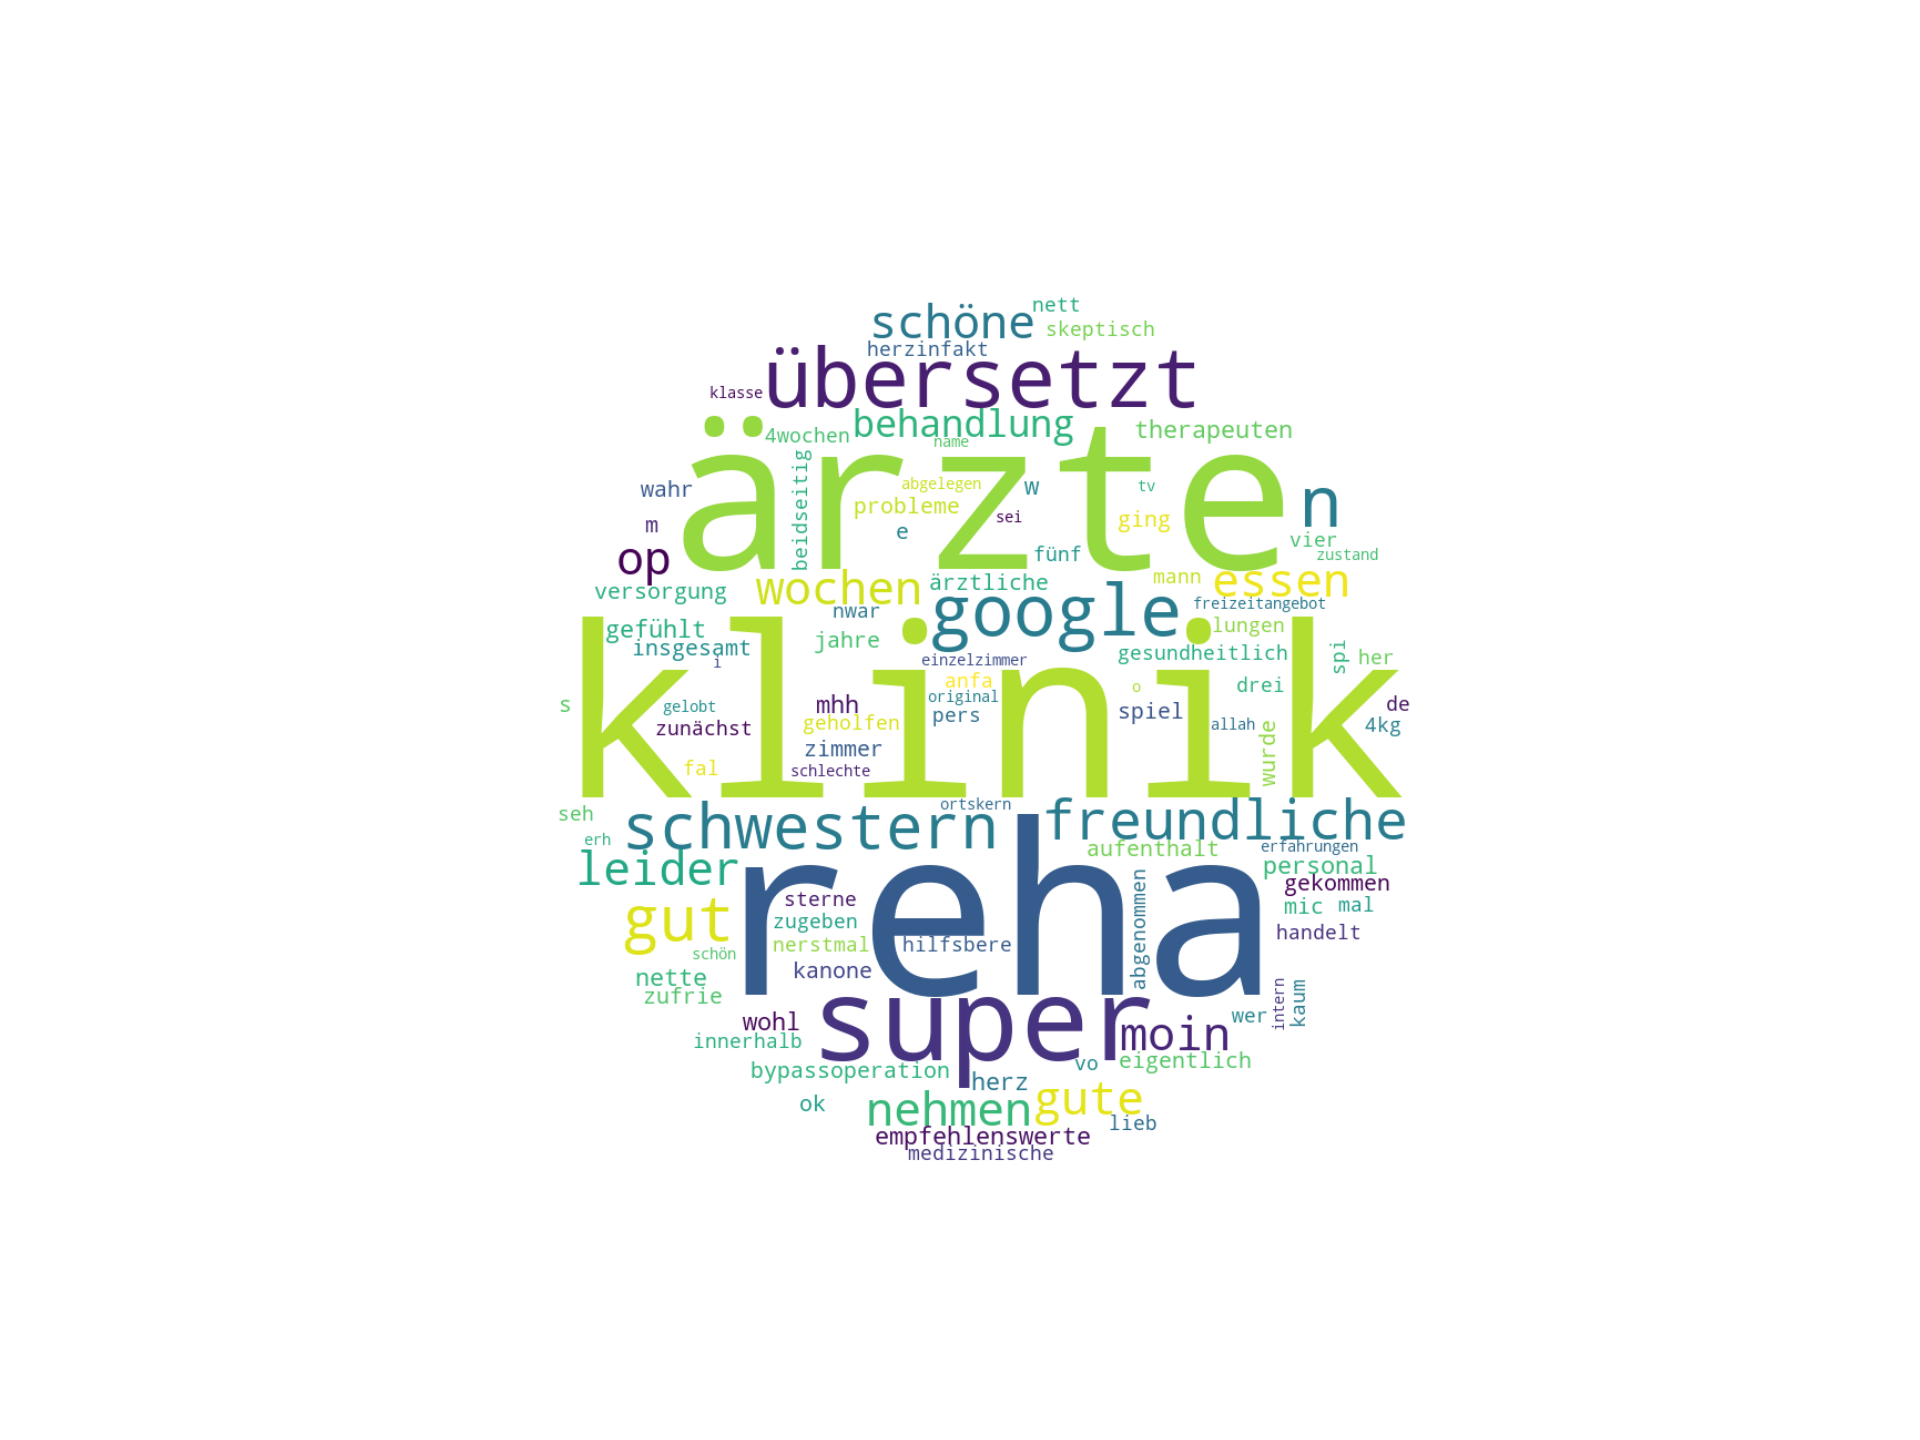 nett
schöne
skeptisch
herzinfakt
übersetzt
klasse
behandlung
therapeuten
4wochen
name
ärzte
beidseitig
wahr
abgelegen
w
tv
n
probleme
m
sei
ging
e
vier
op
fünf
zustand
versorgung
wochen
ärztliche
mann
essen
nwar
google
freizeitangebot
gefühlt
jahre
lungen
insgesamt
gesundheitlich
spi
her
i
einzelzimmer
klinik
anfa
o
drei
s
gelobt
mhh
original
spiel
de
zunächst
geholfen
pers
allah
4kg
zimmer
wurde
fal
schlechte
ortskern
seh
schwestern
freundliche
erh
aufenthalt
erfahrungen
leider
personal
reha
gekommen
sterne
abgenommen
mic
mal
gut
zugeben
handelt
nerstmal
hilfsbere
schön
kanone
nette
zufrie
intern
kaum
super
wer
wohl
moin
innerhalb
vo
eigentlich
bypassoperation
herz
ok
nehmen
gute
lieb
empfehlenswerte
medizinische